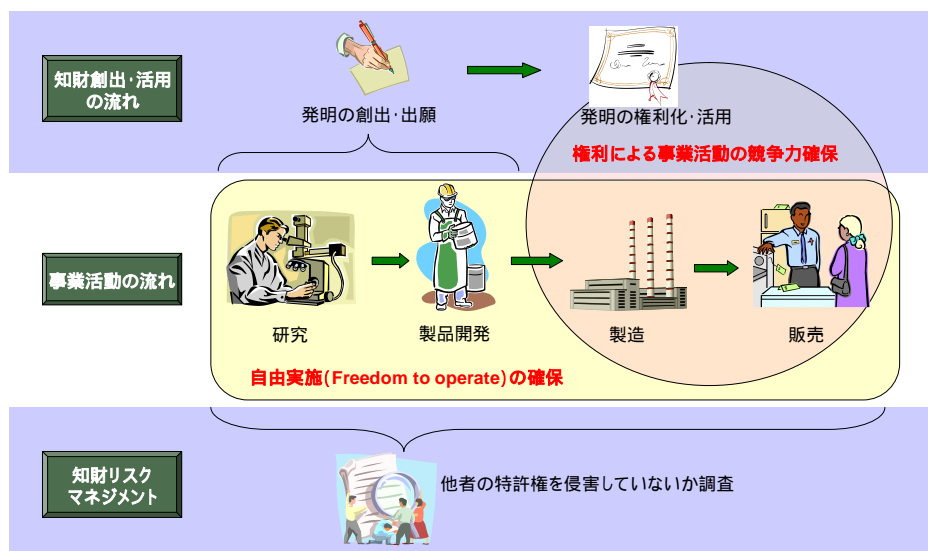 知財創出・活用
の流れ
発明の創出・出願
発明の権利化・活用
権利による事業活動の競争力確保
事業活動の流れ
研究
製品開発
製造
販売
自由実施(Freedom to operate)の確保
知財リスク
マネジメント
他者の特許権を侵害していないか調査